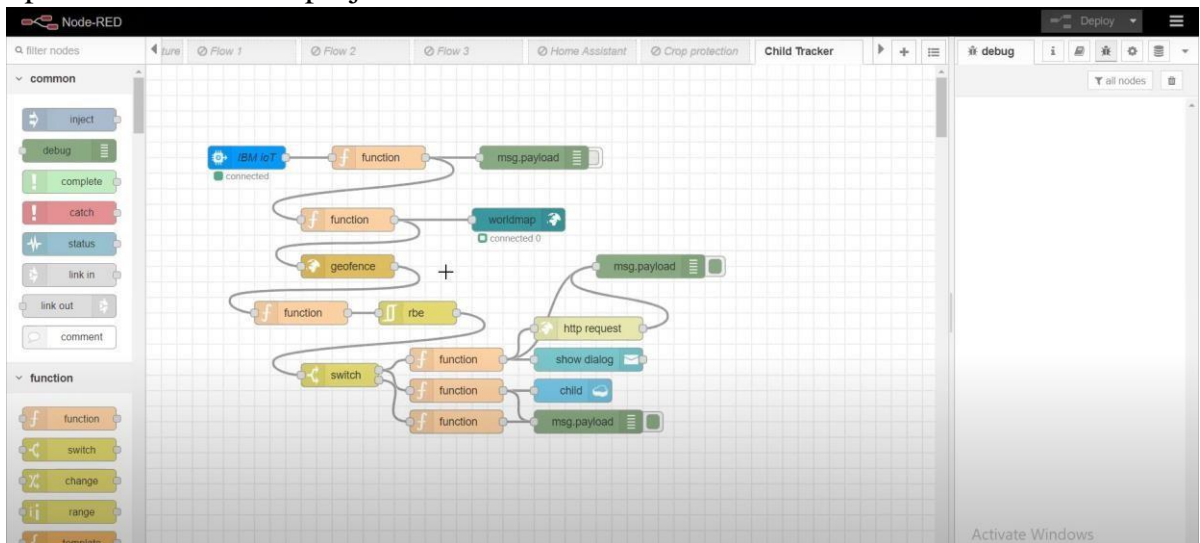 Node-RED
Deploy
filter nodes
ture
Flow 1
Flow 2
Flow 3
Home Assistant
Crop protection
Child Tracker
debug
i
all nodes
common
inject
debug
complete
catch
status
link in
link out
comment
function
function
switch
change
range
template
IBM IoT
connected
function
msg.payload
function
worldmap
connected 0
geofence
msg.payload
function
rbe
http request
function
show dialog
switch
function
child
function
msg.payload
Activate Windows